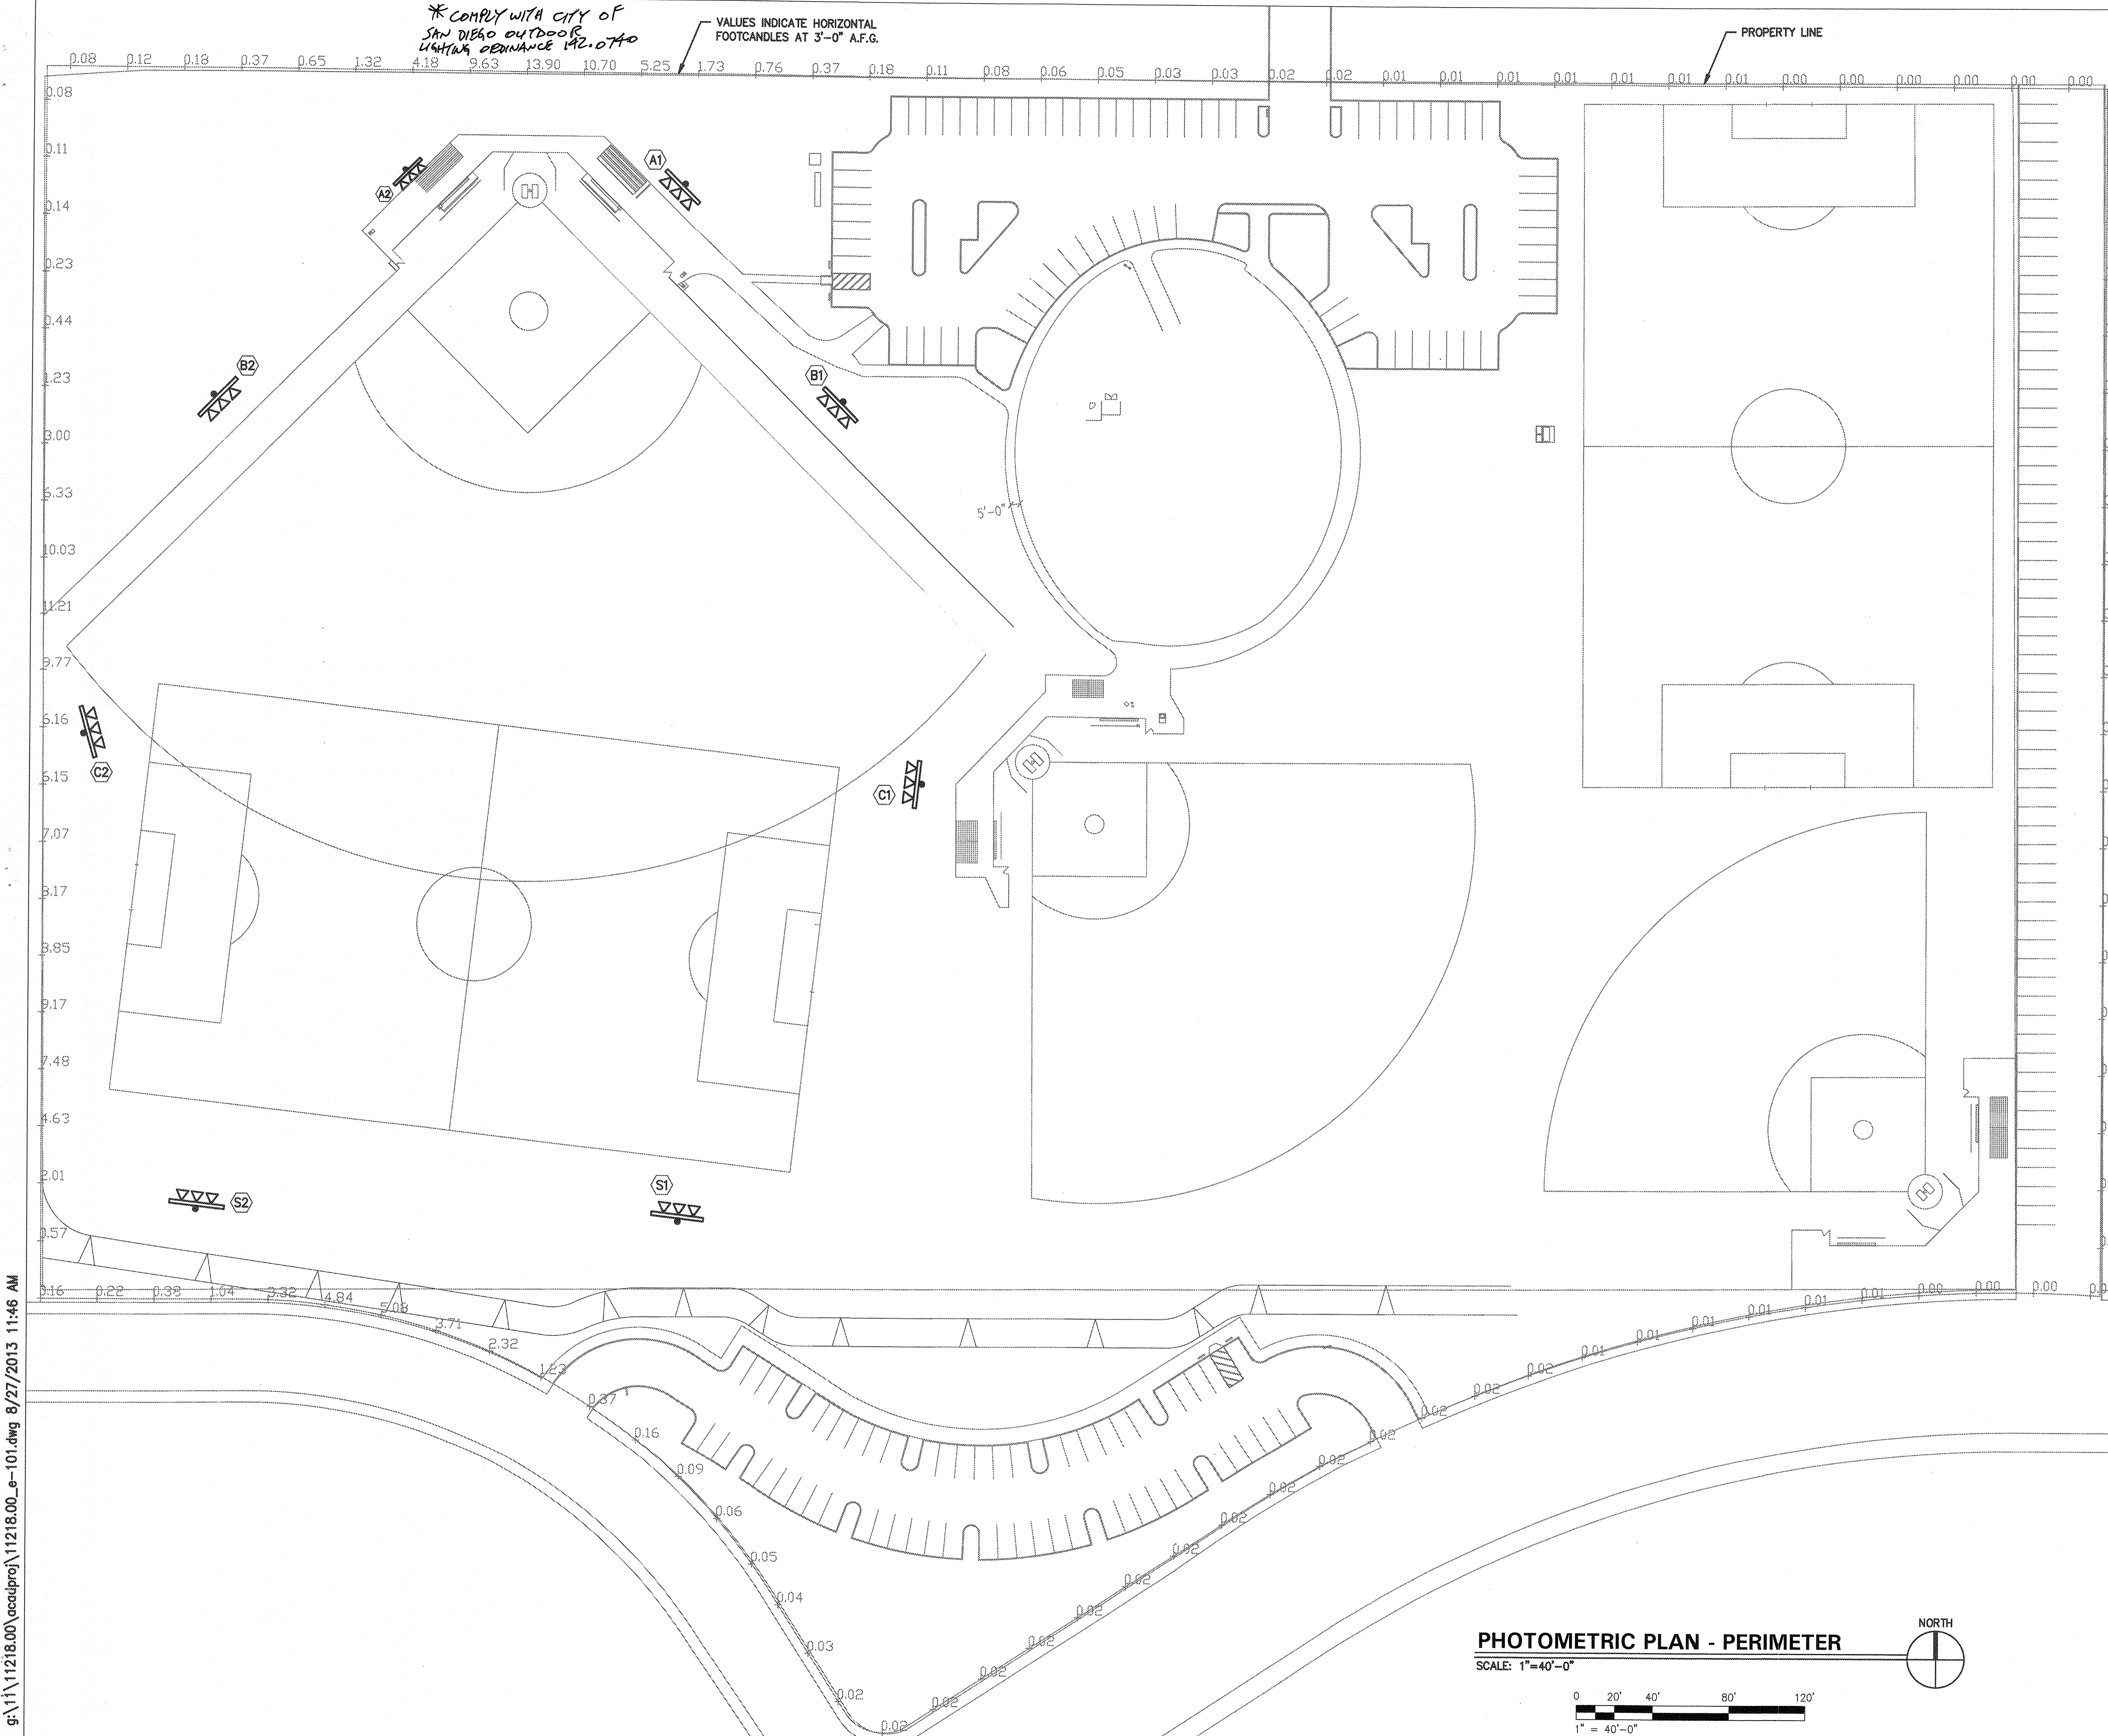 * COMPLY WITH CITY OF
SAN DIEGO OUTDOOR
LIGHTING ORDINANCE 142.0740
VALUES INDICATE HORIZONTAL
FOOTCANDLES AT 3'-0" A.F.G.
PROPERTY LINE
0.08 0.12 0.18 0.37 0.65 1.32 4.18 9.63 13.90 10.70 5.25 1.73 0.76 0.37 0.18 0.11 0.08 0.06 0.05 0.03 0.03 0.02 0.02 0.01 0.01 0.01 0.01 0.01 0.01 0.01 0.00 0.00 0.00 0.00 0.00 0.00
0.08
0.11
A2
A1
0.14
0.23
0.44
1.23
B2
B1
3.00
6.33
5'-0"
10.03
11.21
9.77
6.16
C2
C1
6.15
7.07
8.17
8.85
9.17
7.48
4.63
2.01
S2
S1
0.57
0.16 0.22 0.38 1.04 3.32 4.84 5.08 3.71 2.32 1.23 0.37 0.16 0.09 0.06 0.05 0.04 0.03 0.02 0.02
0.02 0.02 0.02 0.02 0.02 0.02 0.02 0.02 0.02 0.02 0.02 0.02 0.02 0.01 0.01 0.01 0.01 0.01 0.01 0.00 0.00 0.00
PHOTOMETRIC PLAN - PERIMETER
SCALE: 1"=40'-0"
NORTH
0 20' 40' 80' 120'
1" = 40'-0"
g:\11\11218.00\acadproj\11218.00_e-101.dwg 8/27/2013 11:46 AM